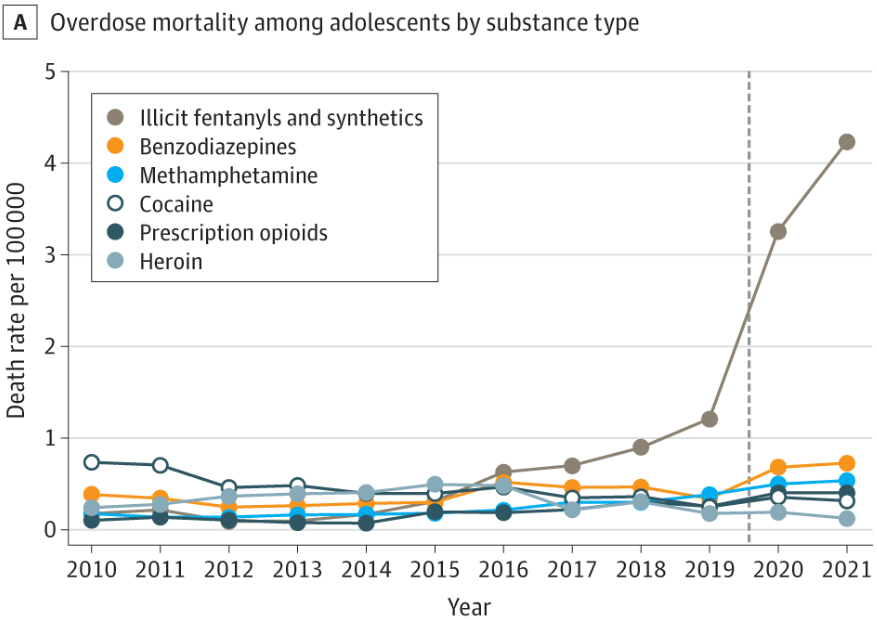 A Overdose mortality among adolescents by substance type
5
4
3
2
1
0
Death rate per 100 000
Illicit fentanyls and synthetics
Benzodiazepines
Methamphetamine
Cocaine
Prescription opioids
Heroin
2010 2011 2012 2013 2014 2015 2016 2017 2018 2019 2020 2021
Year